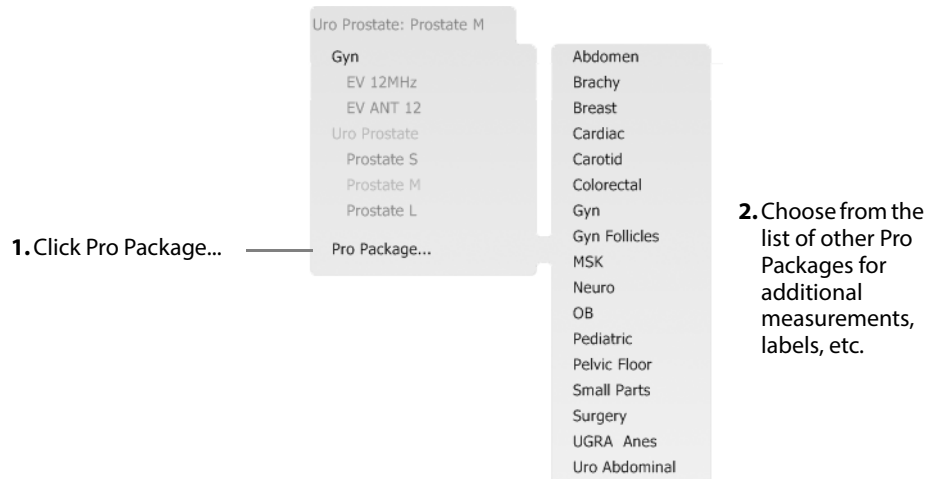 Uro Prostate: Prostate M
Gyn
EV 12MHz
EV ANT 12
Uro Prostate
Prostate S
Prostate M
Prostate L
1. Click Pro Package...
Pro Package...
Abdomen
Brachy
Breast
Cardiac
Carotid
Colorectal
Gyn
Gyn Follicles
MSK
Neuro
OB
Pediatric
Pelvic Floor
Small Parts
Surgery
UGRA Anes
Uro Abdominal
2. Choose from the
list of other Pro
Packages for
additional
measurements,
labels, etc.